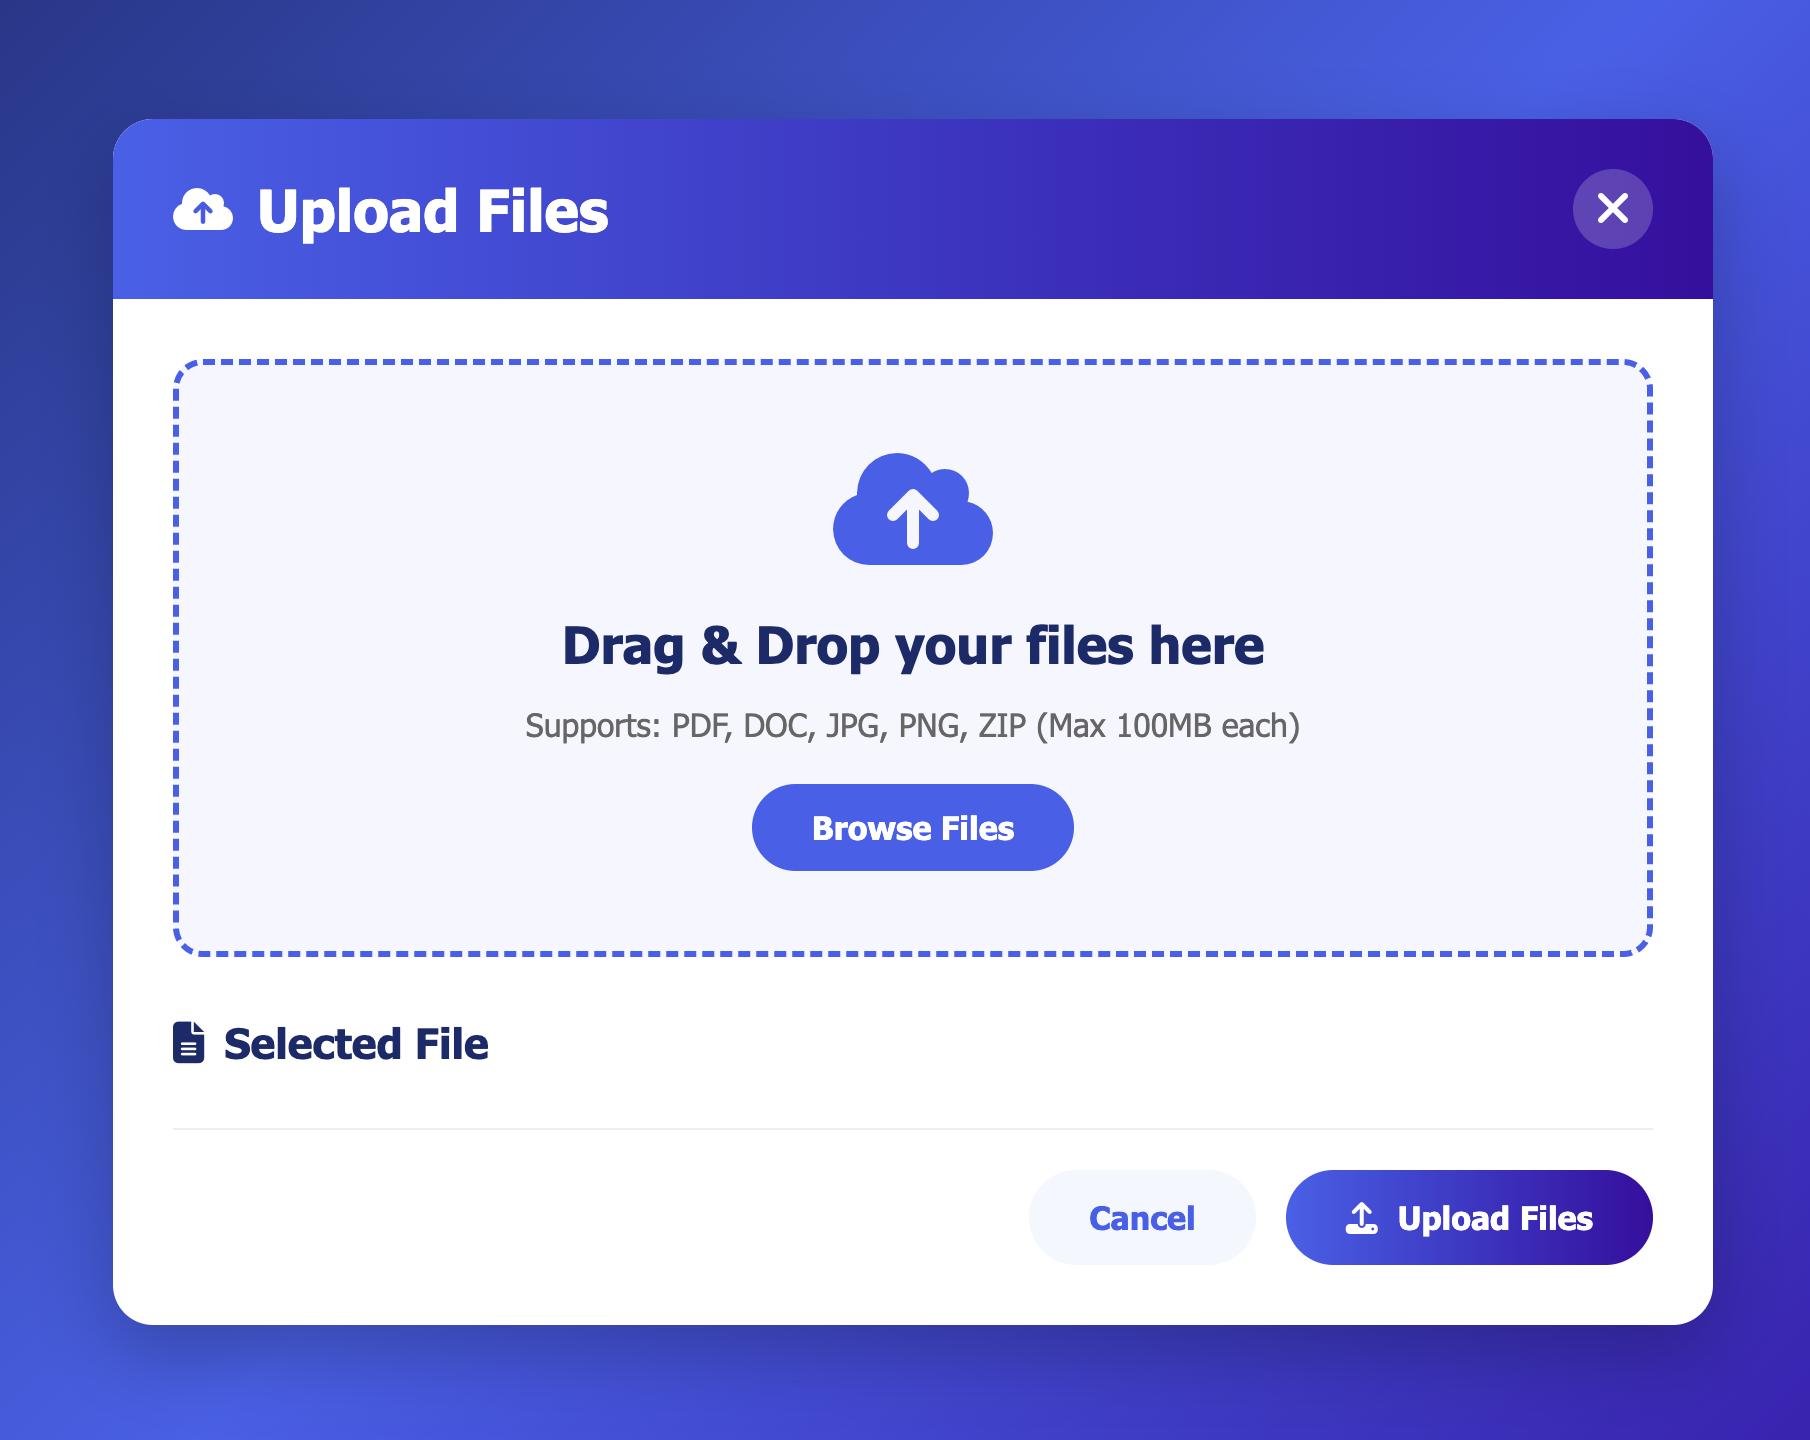 Upload Files
Drag & Drop your files here
Supports: PDF, DOC, JPG, PNG, ZIP (Max 100MB each)
Browse Files
Selected File
Cancel
Upload Files